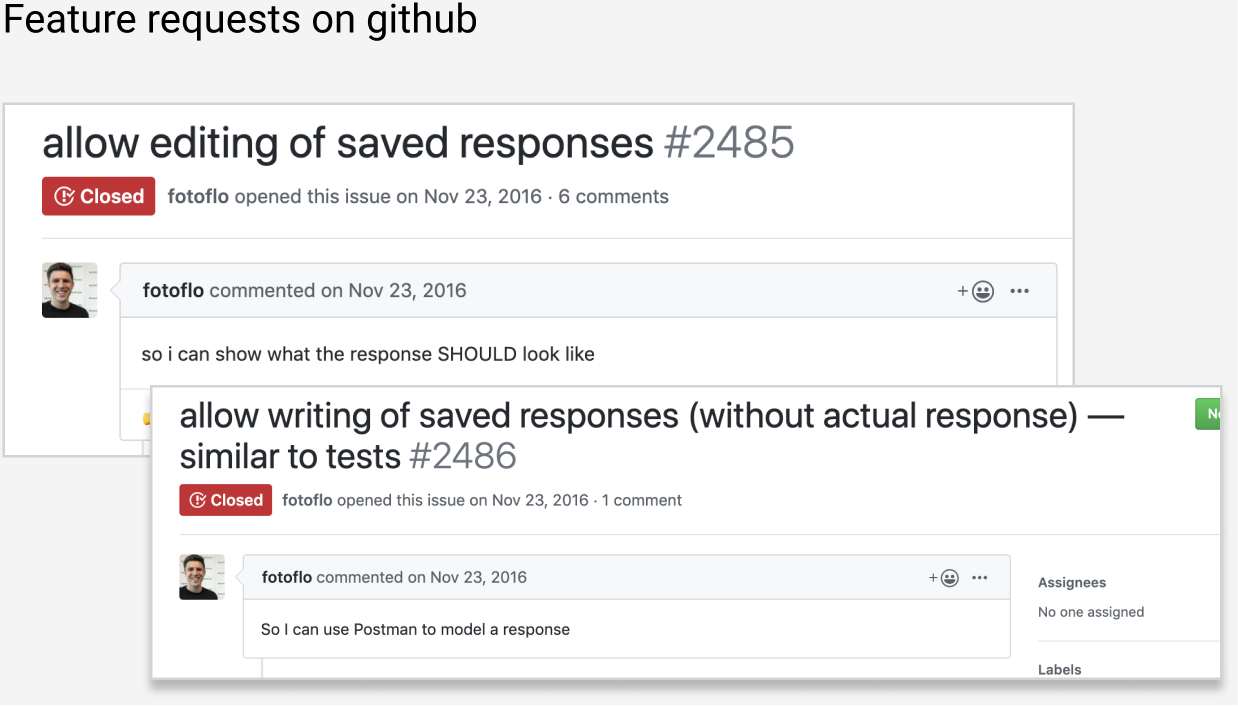 Feature requests on github
allow editing of saved responses #2485
Closed fotoflo opened this issue on Nov 23, 2016 · 6 comments
fotoflo commented on Nov 23, 2016
so i can show what the response SHOULD look like
allow writing of saved responses (without actual response) —
similar to tests #2486
Closed fotoflo opened this issue on Nov 23, 2016 · 1 comment
fotoflo commented on Nov 23, 2016
Assignees
No one assigned
So I can use Postman to model a response
Labels